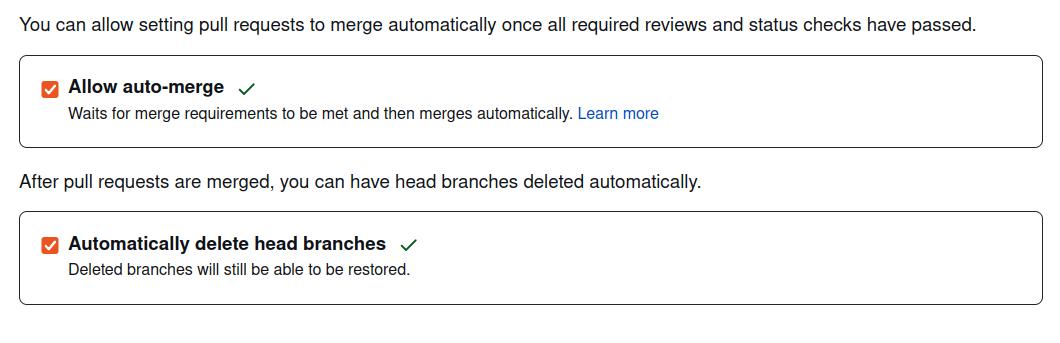 You can allow setting pull requests to merge automatically once all required reviews and status checks have passed.
Allow auto-merge
Waits for merge requirements to be met and then merges automatically. Learn more
After pull requests are merged, you can have head branches deleted automatically.
Automatically delete head branches
Deleted branches will still be able to be restored.